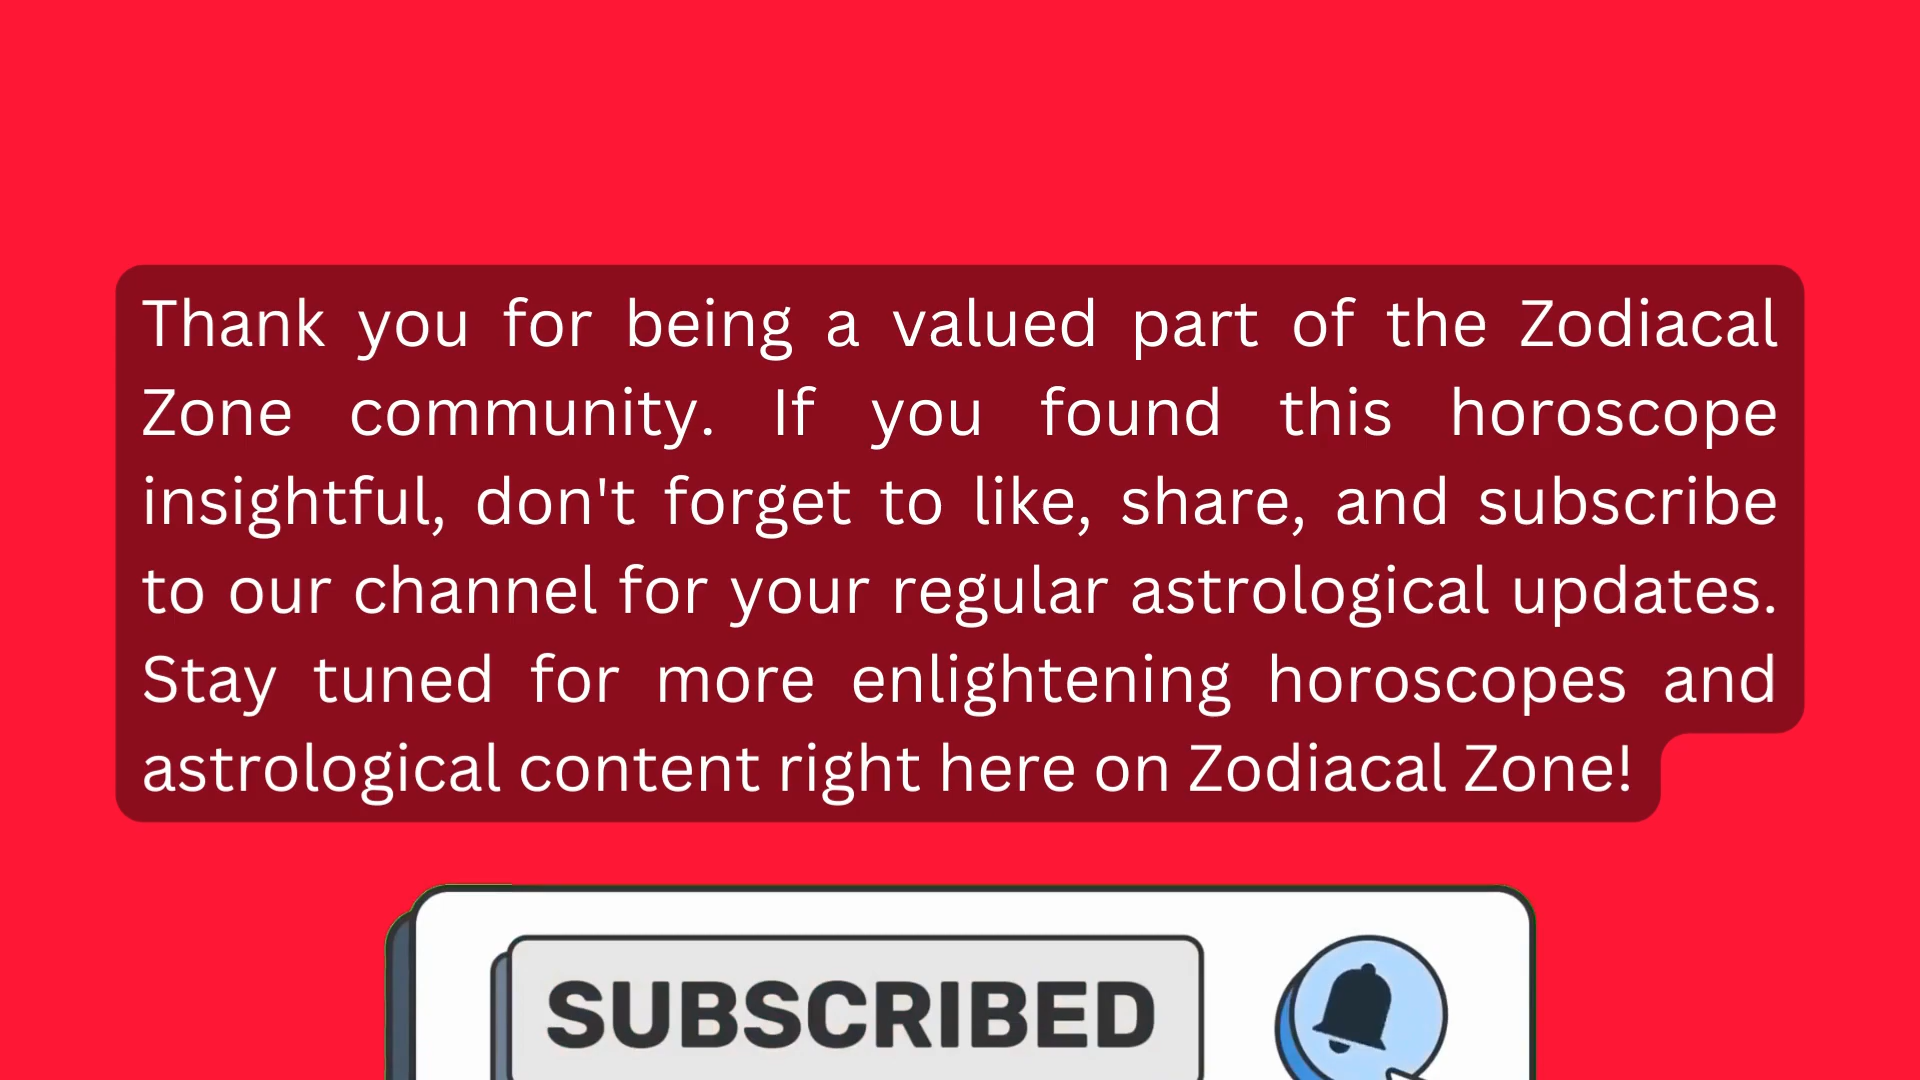 Thank you for being a valued part of the Zodiacal
Zone community. If you found this horoscope
insightful, don't forget to like, share, and subscribe
to our channel for your regular astrological updates.
Stay tuned for more enlightening horoscopes and
astrological content right here on Zodiacal Zone!
SUBSCRIBED